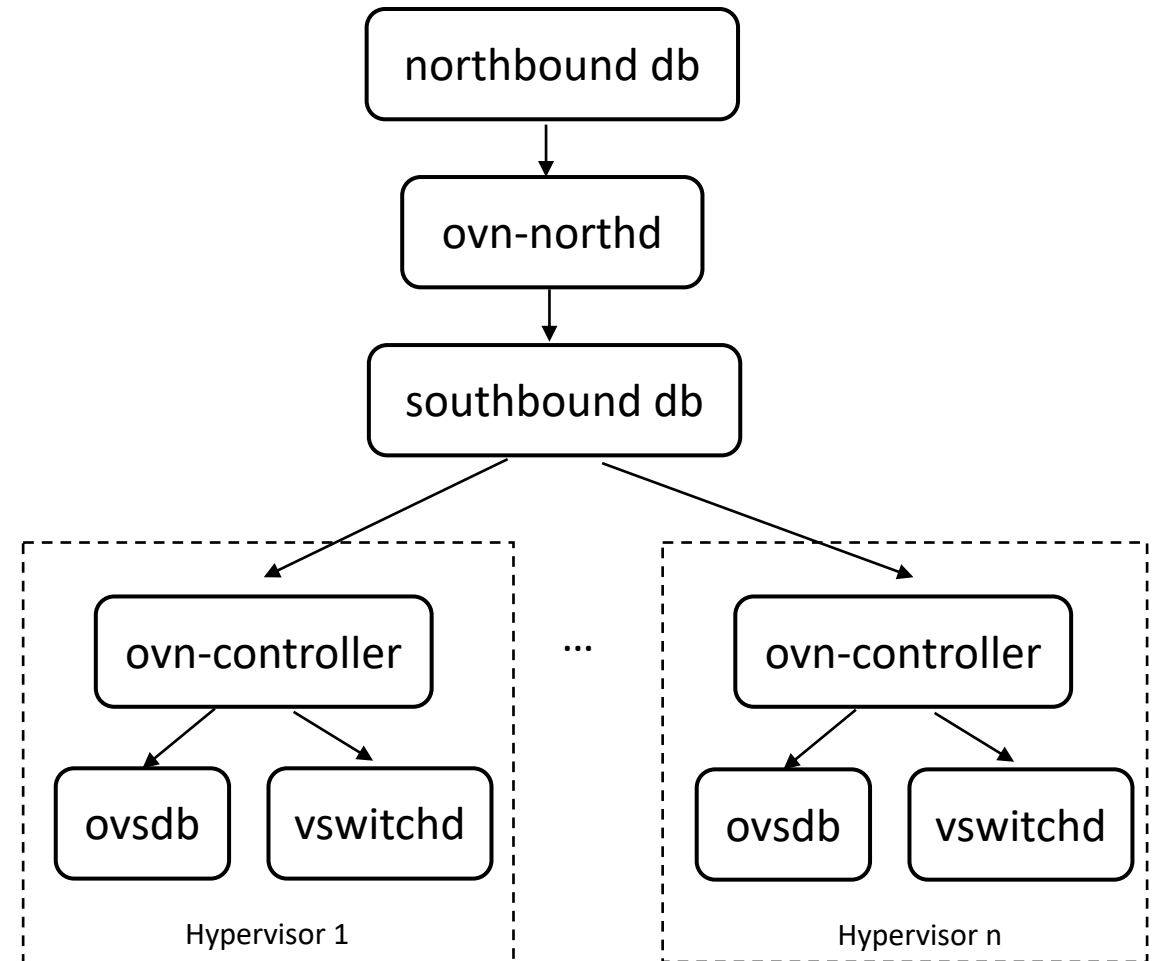 northbound db
ovn-northd
southbound db
ovn-controller
...
ovn-controller
ovsdb
vswitchd
ovsdb
vswitchd
Hypervisor 1
Hypervisor n